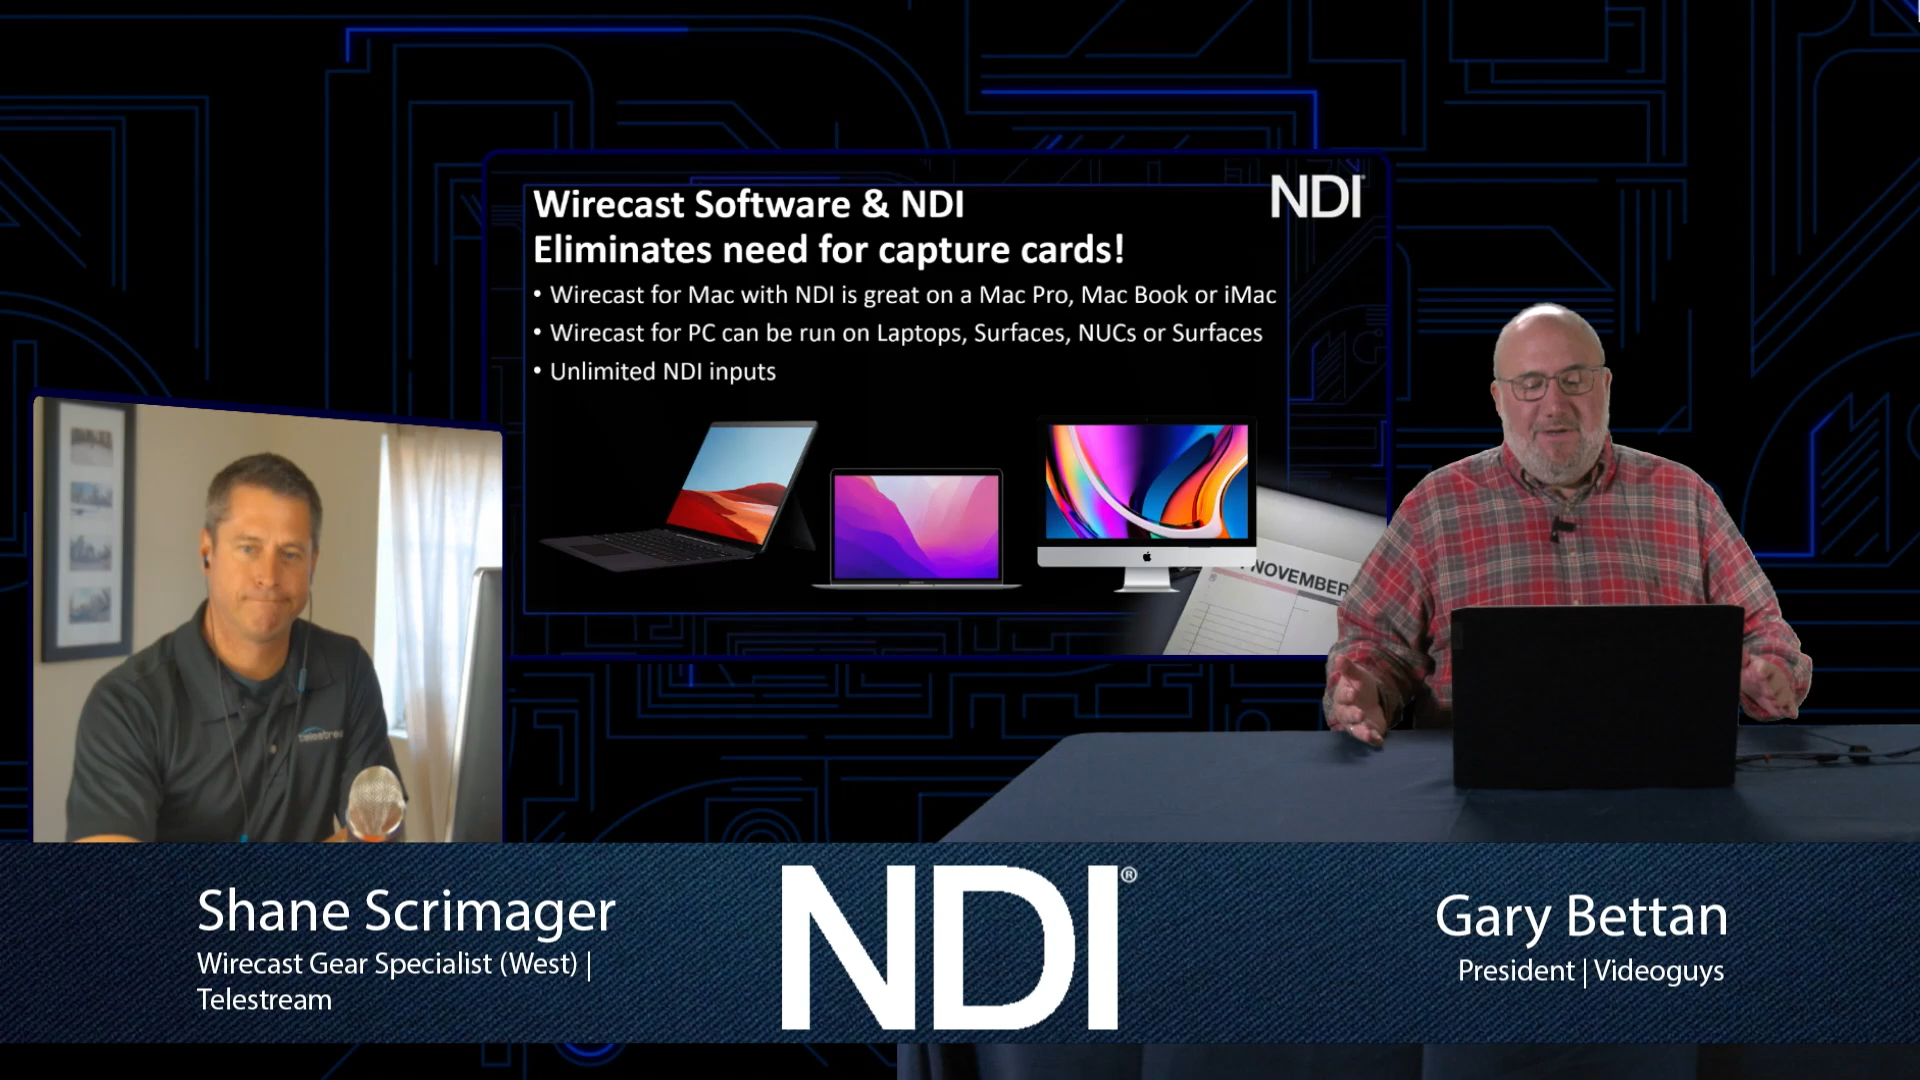 Wirecast Software & NDI
NDI
Eliminates need for capture cards!
• Wirecast for Mac with NDI is great on a Mac Pro, Mac Book or iMac
• Wirecast for PC can be run on Laptops, Surfaces, NUCs or Surfaces
• Unlimited NDI inputs
NOVEMBER
Shane Scrimager
Wirecast Gear Specialist (West) |
Telestream
NDI®
Gary Bettan
President | Videoguys